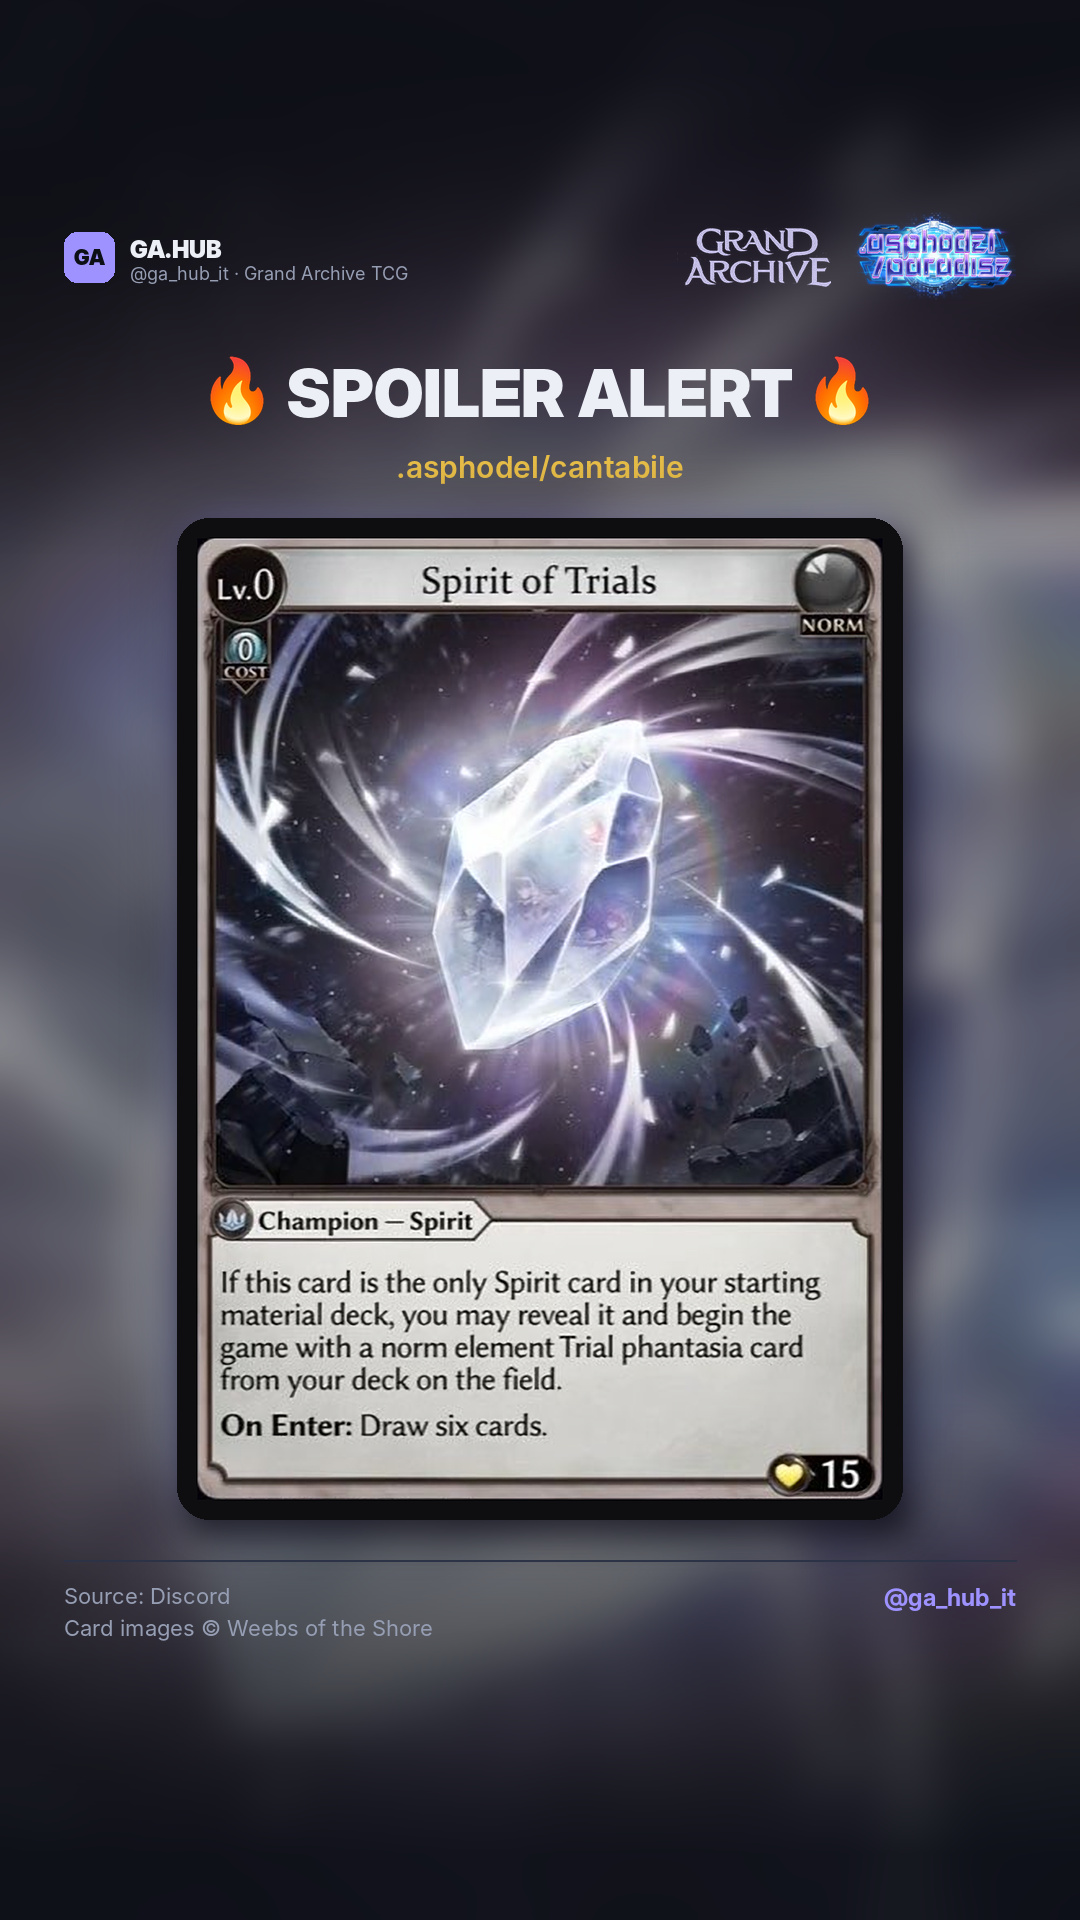 GA
GA.HUB
@ga_hub_it · Grand Archive TCG
GRAND
ARCHIVE
.asphodel
/paradise
🔥 SPOILER ALERT 🔥
.asphodel/cantabile
Lv.0
Spirit of Trials
NORM
0
COST
Champion — Spirit
If this card is the only Spirit card in your starting
material deck, you may reveal it and begin the
game with a norm element Trial phantasia card
from your deck on the field.
On Enter: Draw six cards.
15
Source: Discord
@ga_hub_it
Card images © Weebs of the Shore